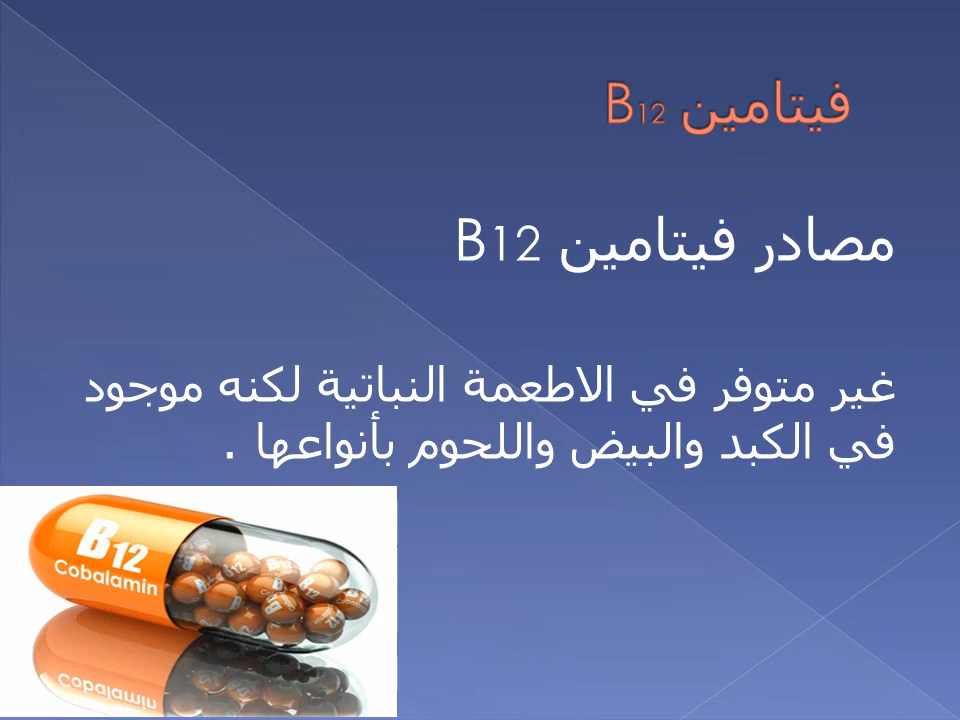 فيتامين B12
مصادر فيتامين B12
غير متوفر في الاطعمة النباتية لكنه موجود
في الكبد والبيض واللحوم بأنواعها .
B12
Cobalamin